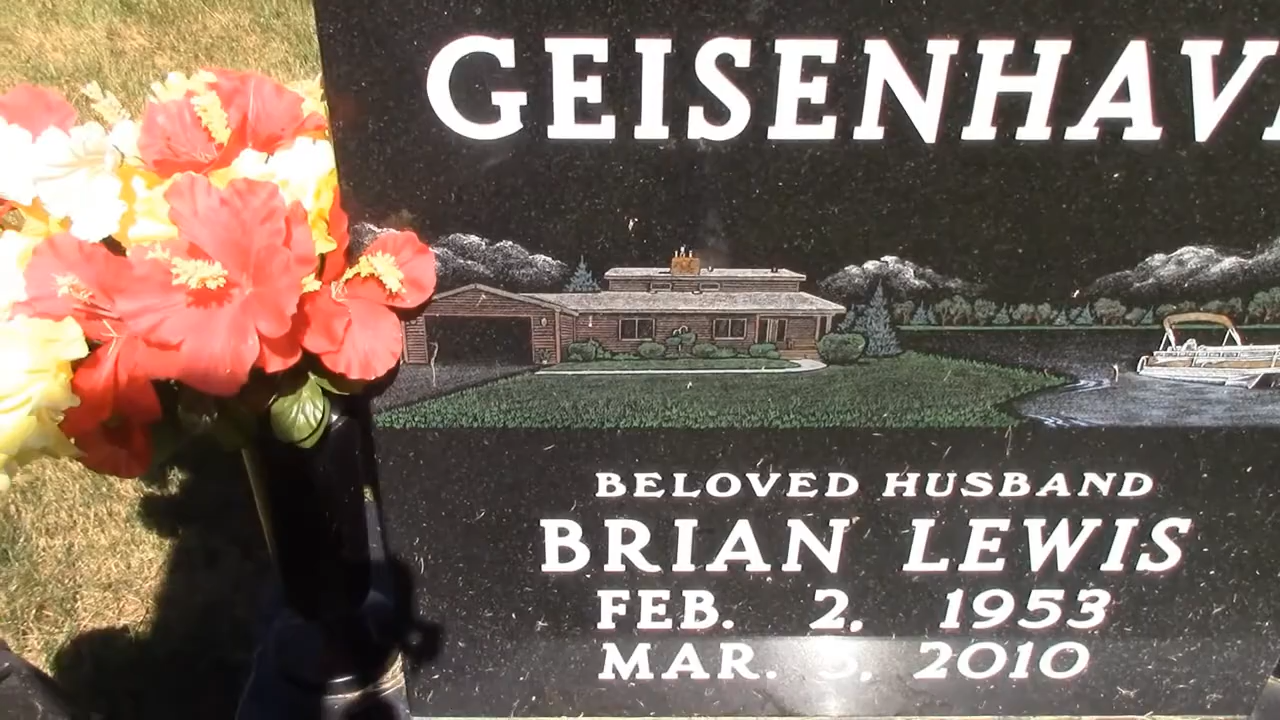 GEISENHAV
BELOVED HUSBAND
BRIAN LEWIS
FEB. 2, 1953
MAR. 2010